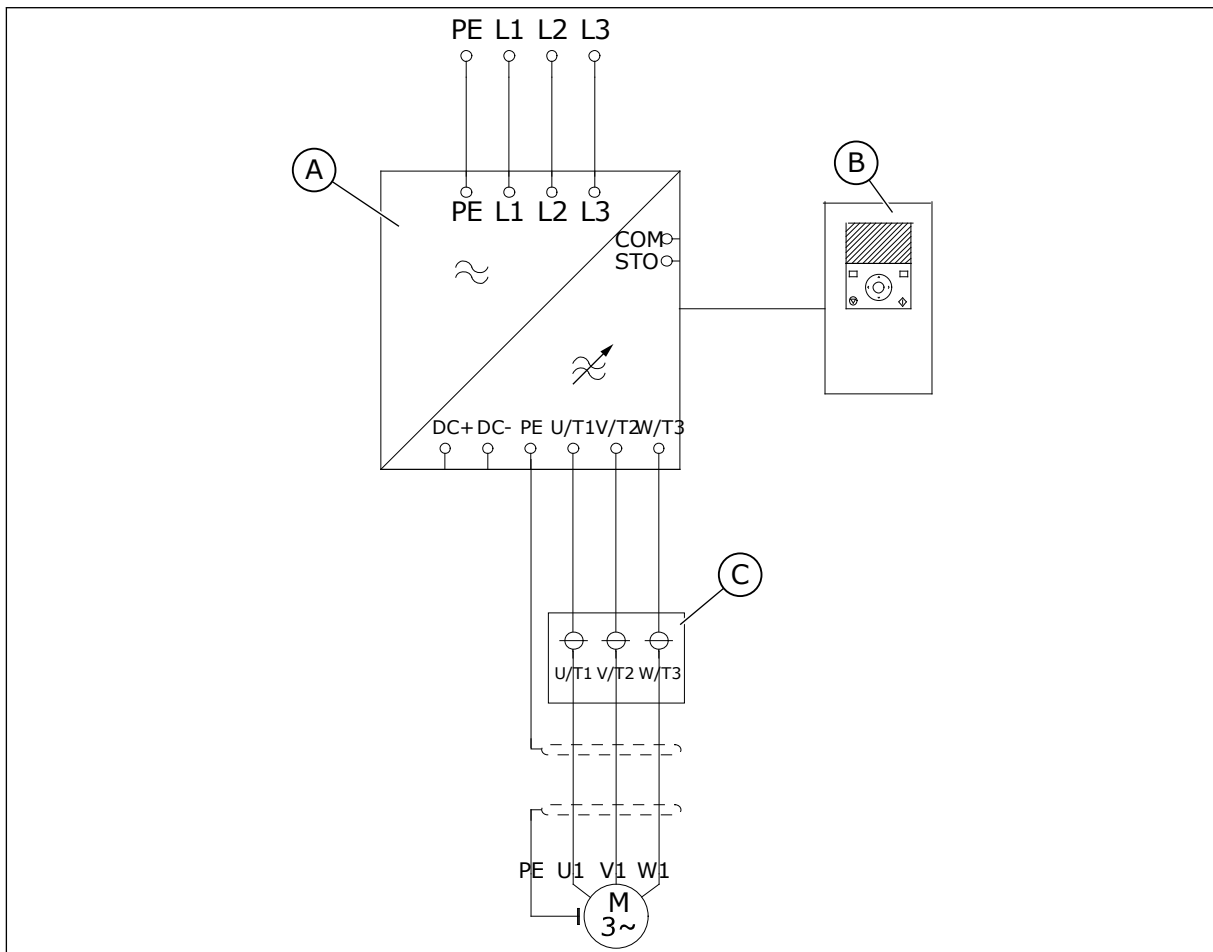 PE L1 L2 L3
A
B
PE L1 L2 L3
COM
STO
DC+ DC- PE U/T1 V/T2 W/T3
C
U/T1 V/T2 W/T3
PE U1 V1 W1
M
3~